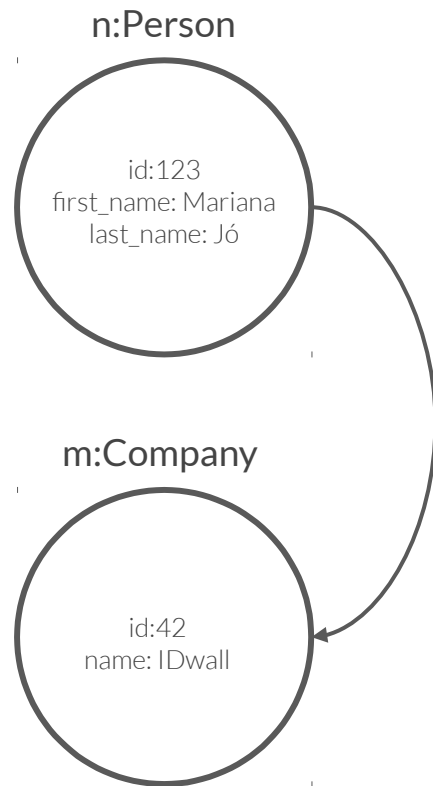 n:Person
id:123
first_name: Mariana
last_name: Jó
m:Company
id:42
name: IDwall